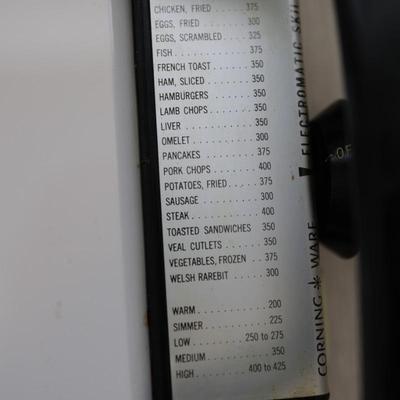 CHICKEN, FRIED . . . . 375
EGGS, FRIED . . . . . . 300
EGGS, SCRAMBLED . . . . 325
FISH . . . . . . . . . . . . 375
FRENCH TOAST . . . . . 350
HAM, SLICED . . . . . . 350
HAMBURGERS . . . . . . 350
LAMB CHOPS . . . . . . 350
LIVER . . . . . . . . . . . 350
OMELET . . . . . . . . . 300
PANCAKES . . . . . . . . 375
PORK CHOPS . . . . . . 400
POTATOES, FRIED . . . . 375
SAUSAGE . . . . . . . . . 300
STEAK . . . . . . . . . . 400
TOASTED SANDWICHES 350
VEAL CUTLETS . . . . . 350
VEGETABLES, FROZEN . . 375
WELSH RAREBIT . . . . . 300
WARM . . . . . . . . . . . 200
SIMMER . . . . . . . . . . 225
LOW . . . . . . . . 250 to 275
MEDIUM . . . . . . . . . . 350
HIGH . . . . . . . 400 to 425
CORNING WARE
ELECTROMATIC